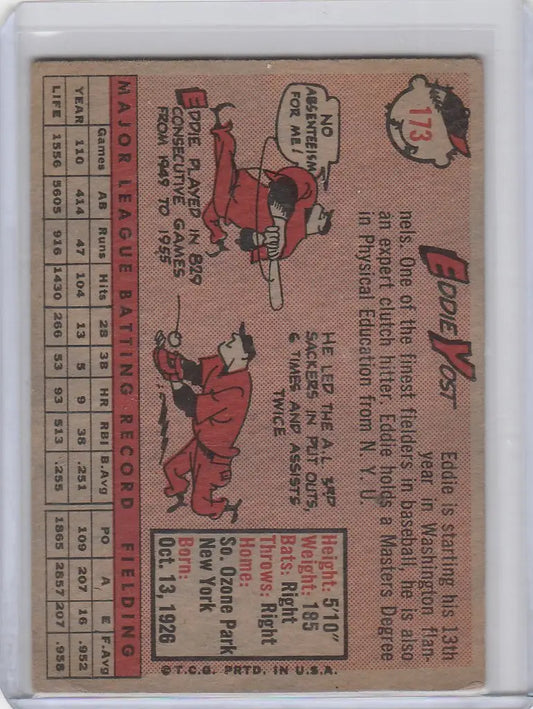 173
EDDIE YOST
Eddie is starting his 13th
year in Washington flan-
nels. One of the finest fielders in baseball, he is also
an expert clutch hitter. Eddie holds a Masters Degree
in Physical Education from N. Y. U.
NO
ABSENTEEISM
FOR ME!
EDDIE PLAYED IN 829
CONSECUTIVE GAMES
FROM 1949 TO
1955
HE LED THE A.L. 3RD
SACKERS IN PUT OUTS,
6 TIMES AND ASSISTS
TWICE
Height: 5'10"
Weight: 185
Bats: Right
Throws: Right
Home:
So. Ozone Park
New York
Born:
Oct. 13, 1926
© T.C.G. PRTD. IN U.S.A.
MAJOR LEAGUE BATTING RECORD FIELDING
Games AB Runs Hits 2B 3B HR RBI B.Avg PO A E F.Avg
YEAR 110 414 47 104 13 5 9 38 .251 109 207 16 .952
LIFE 1556 5605 916 1430 266 53 93 513 .255 1865 2857 207 .958